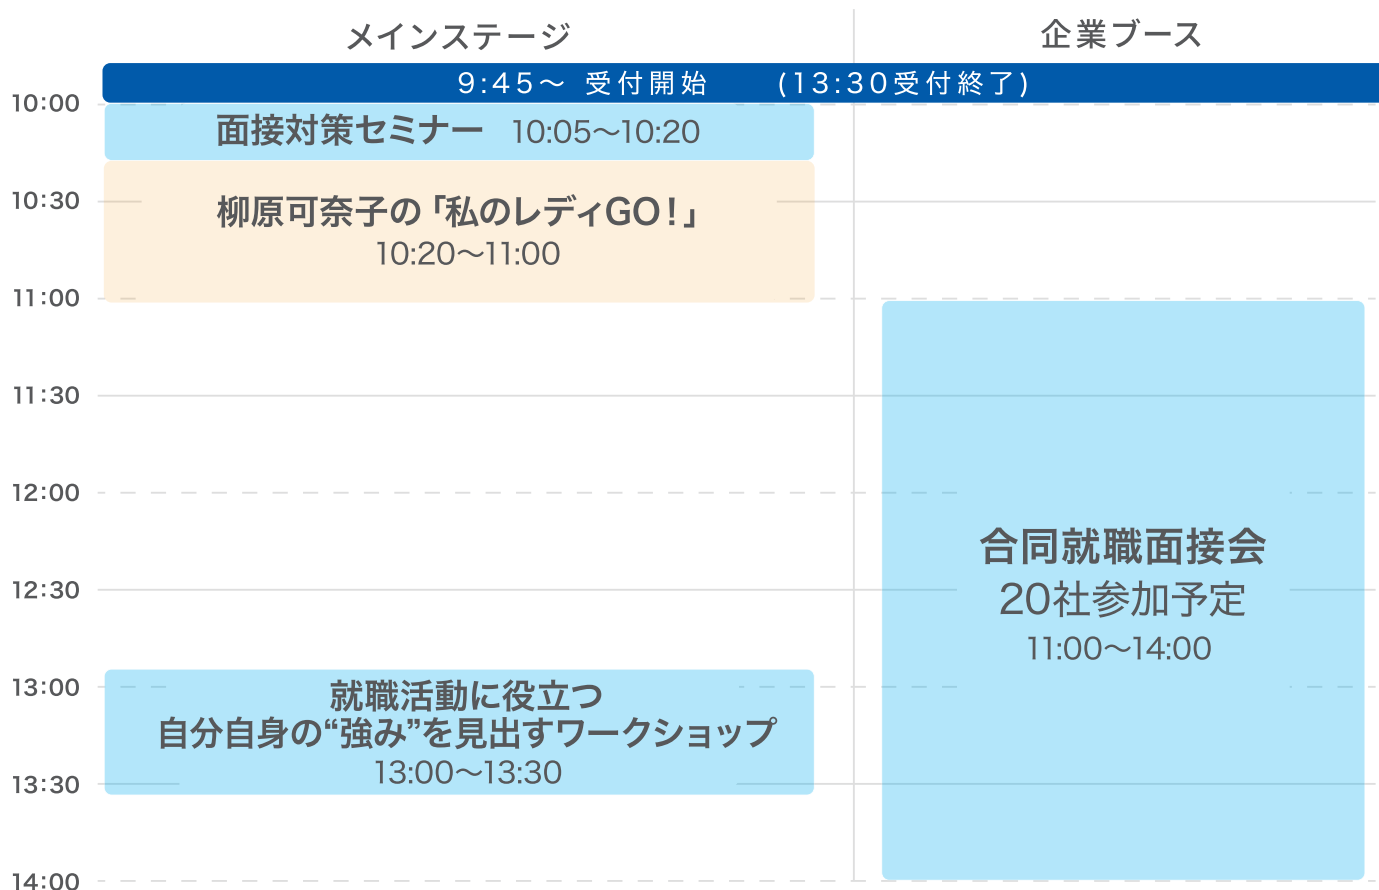 メインステージ
企業ブース
9:45〜 受付開始 (13:30受付終了)
10:00
面接対策セミナー 10:05〜10:20
10:30
柳原可奈子の「私のレディGO!」
10:20〜11:00
11:00
11:30
12:00
合同就職面接会
12:30
20社参加予定
11:00〜14:00
13:00
就職活動に役立つ
自分自身の“強み”を見出すワークショップ
13:00〜13:30
13:30
14:00